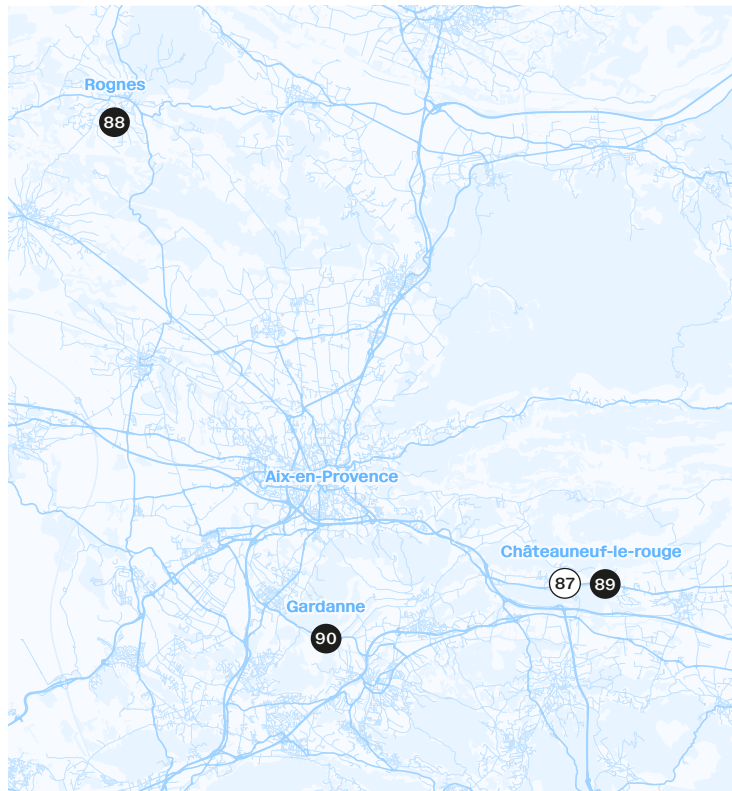 Rognes
88
Aix-en-Provence
Châteauneuf-le-rouge
87 89
Gardanne
90